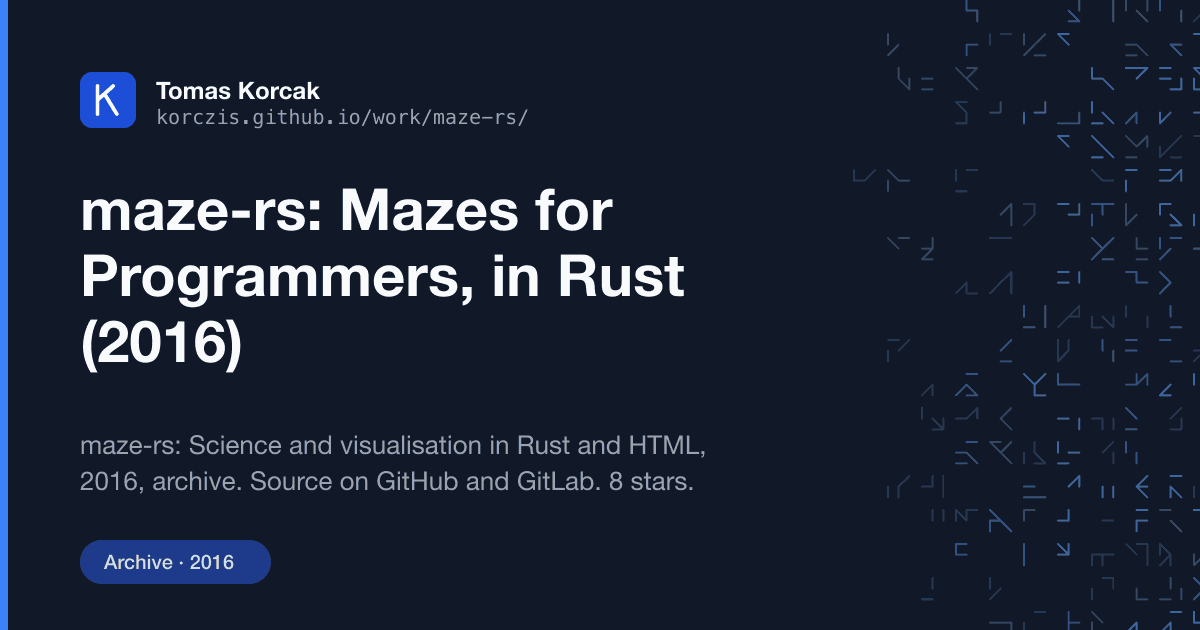 K
Tomas Korcak
korczis.github.io/work/maze-rs/
maze-rs: Mazes for
Programmers, in Rust
(2016)
maze-rs: Science and visualisation in Rust and HTML,
2016, archive. Source on GitHub and GitLab. 8 stars.
Archive · 2016